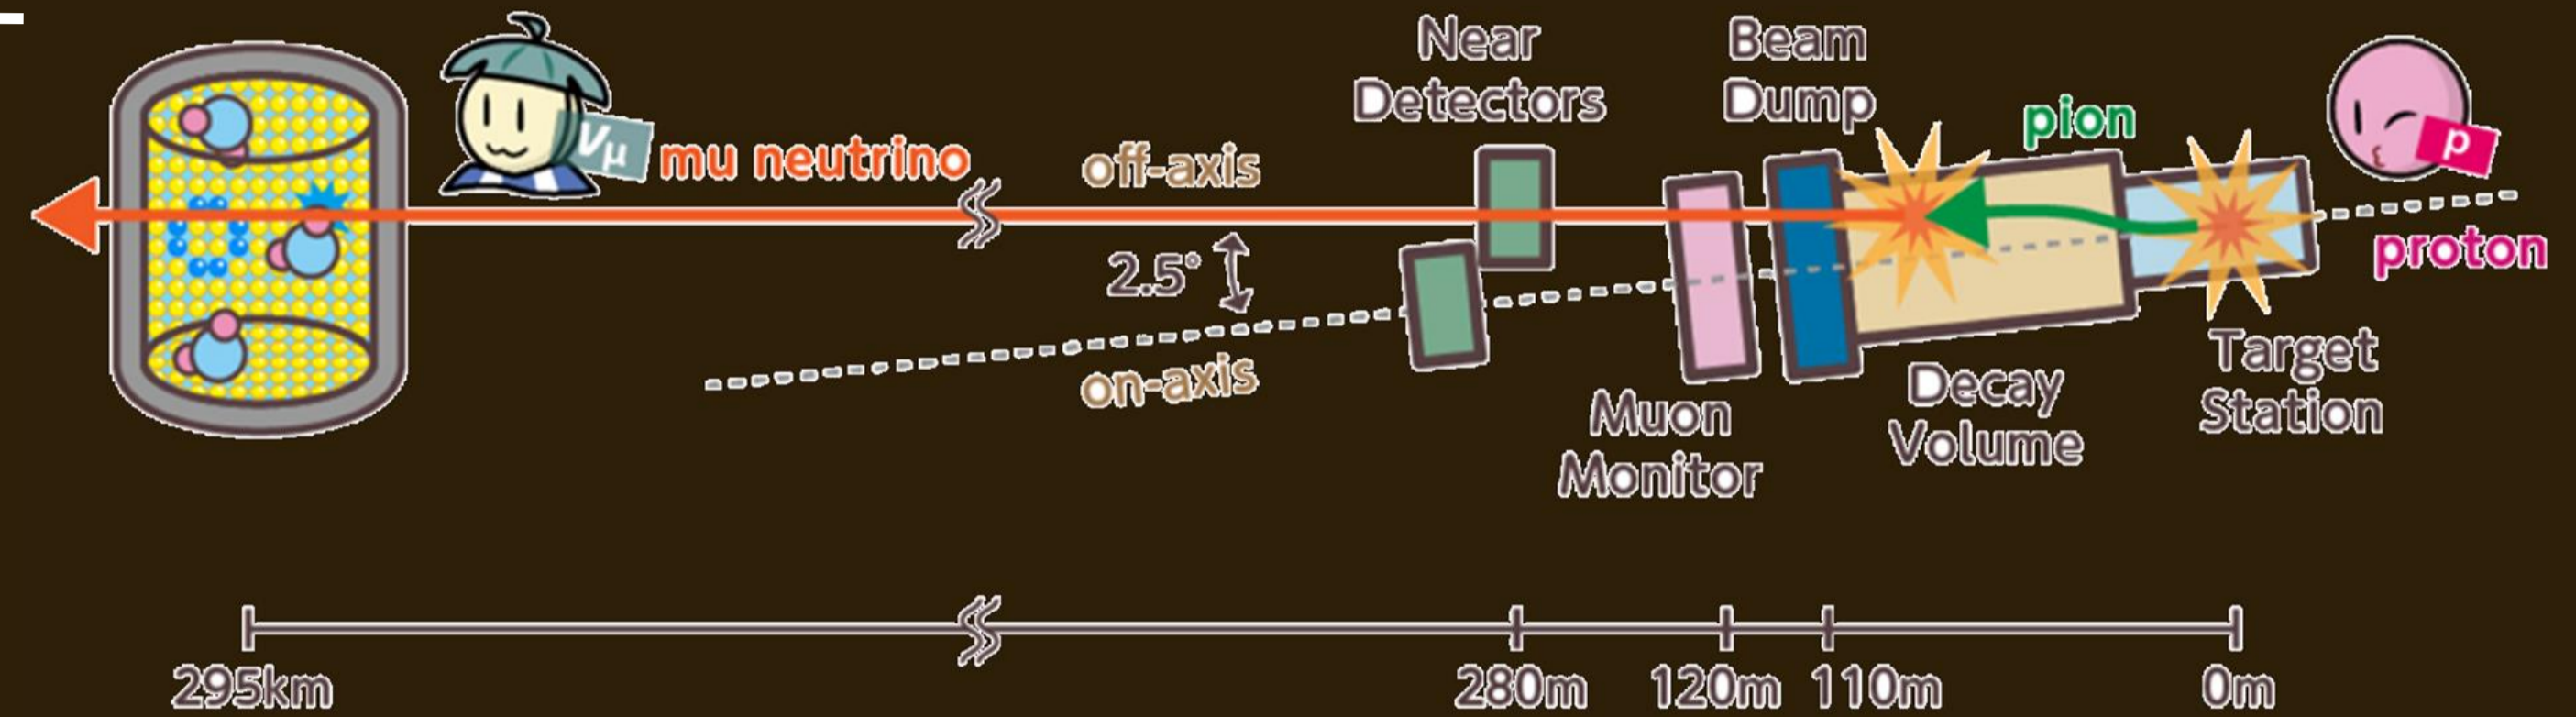 Near
Detectors
Beam
Dump
pion
p
νμ
mu neutrino
off-axis
proton
2.5°
on-axis
Muon
Monitor
Decay
Volume
Target
Station
295km
280m
120m
110m
0m